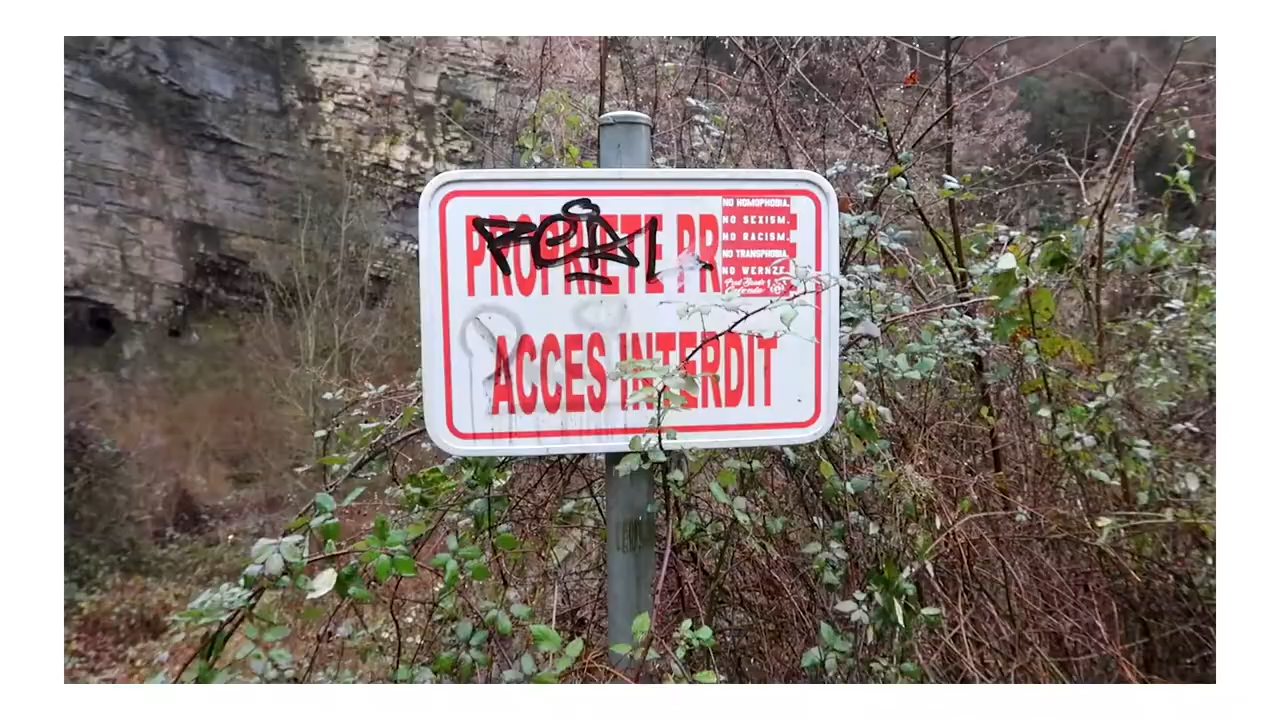 PROPRIETE PR
NO HOMOPHOBIA.
NO SEXISM.
NO RACISM.
NO TRANSPHOBIA.
NO WERNZE.
ACCES INTERDIT